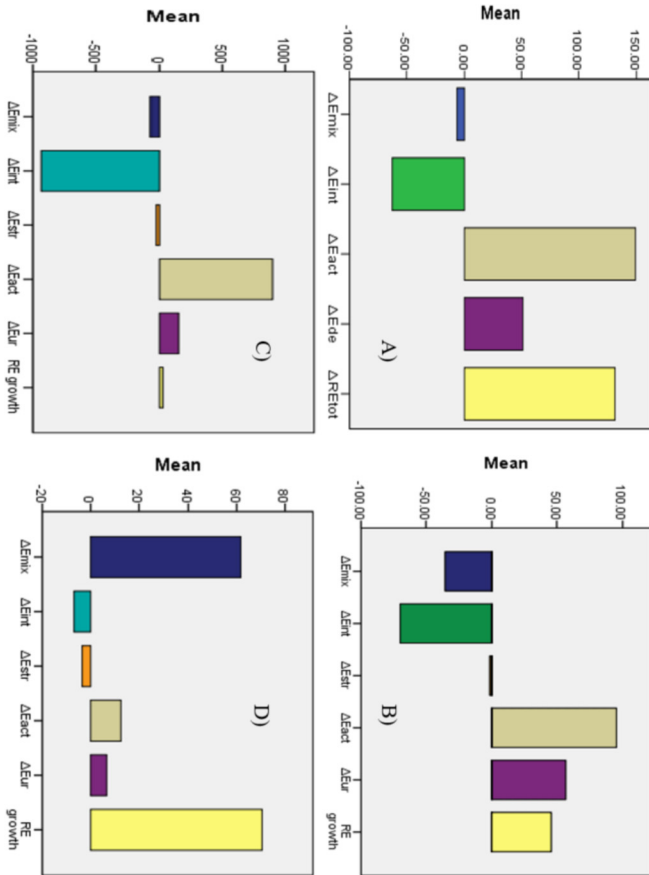 A)
Mean
150.00
100.00
50.00
0.00
-50.00
-100.00
ΔEmix ΔEint ΔEact ΔEde ΔREtot
B)
Mean
100.00
50.00
0.00
-50.00
-100.00
ΔEmix ΔEint ΔEstr ΔEact ΔEur RE growth
C)
Mean
1000
5000
0
-5000
-1000
ΔEmix ΔEint ΔEstr ΔEact ΔEur RE growth
D)
Mean
80
60
40
20
0
-20
ΔEmix ΔEint ΔEstr ΔEact ΔEur RE growth